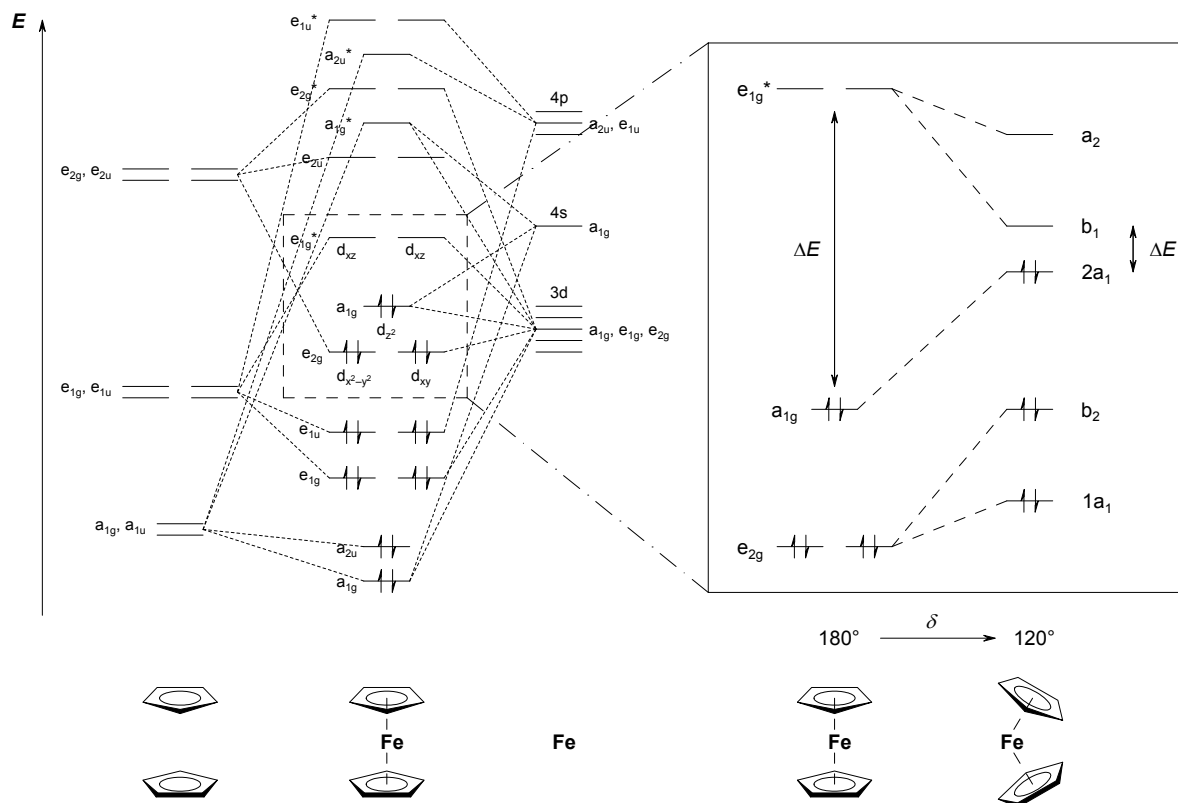 E
e1u*
a2u*
e2g*
4p
a1g*
a2u, e1u
e2g, e2u
e2u
4s
a1g
e1g*
dxz dxz
3d
a1g
dz2
a1g, e1g, e2g
e2g
dx2–y2 dxy
e1g, e1u
e1u
e1g
a1g, a1u
a2u
a1g
e1g*
a2
b1
ΔE
ΔE
2a1
a1g
b2
1a1
e2g
180° δ 120°
Fe Fe Fe Fe